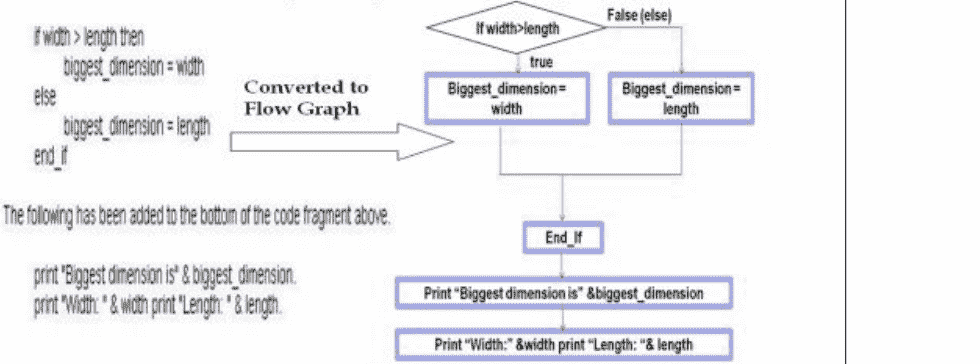 if width > length then
biggest_dimension = width
else
biggest_dimension = length
end_if
The following has been added to the bottom of the code fragment above.
print "Biggest dimension is" & biggest_dimension.
print "Width: " & width print "Length: " & length.
Converted to
Flow Graph
If width>length
False (else)
true
Biggest_dimension=
width
Biggest_dimension=
length
End_If
Print “Biggest dimension is” &biggest_dimension
Print “Width:” &width print “Length: “& length